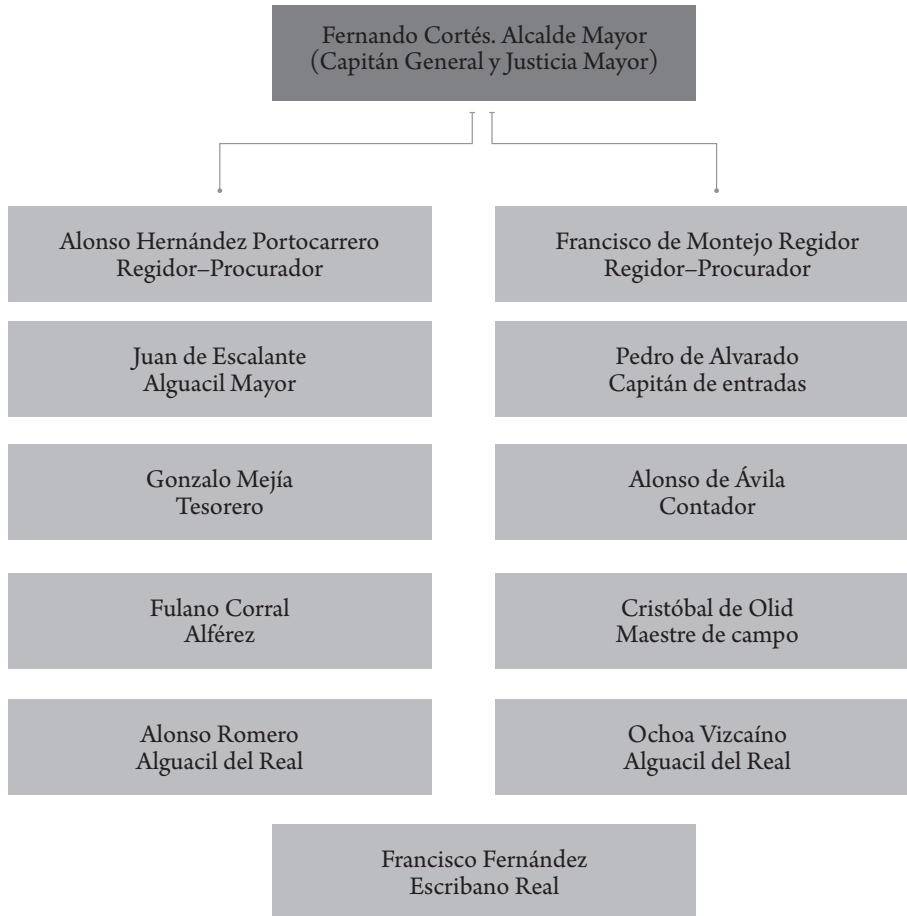 Fernando Cortés. Alcalde Mayor
(Capitán General y Justicia Mayor)
Alonso Hernández Portocarrero
Regidor–Procurador
Francisco de Montejo Regidor
Regidor–Procurador
Juan de Escalante
Alguacil Mayor
Pedro de Alvarado
Capitán de entradas
Gonzalo Mejía
Tesorero
Alonso de Ávila
Contador
Fulano Corral
Alférez
Cristóbal de Olid
Maestre de campo
Alonso Romero
Alguacil del Real
Ochoa Vizcaíno
Alguacil del Real
Francisco Fernández
Escribano Real